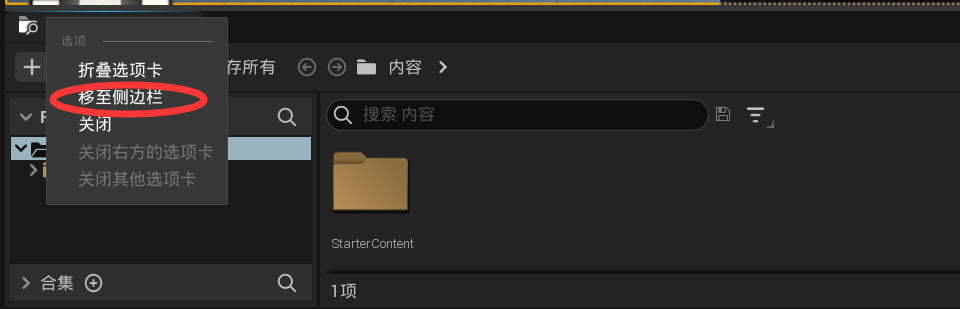 选项
折叠选项卡
移至侧边栏
关闭
关闭右方的选项卡
关闭其他选项卡
存所有
内容
搜索 内容
StarterContent
合集
1项